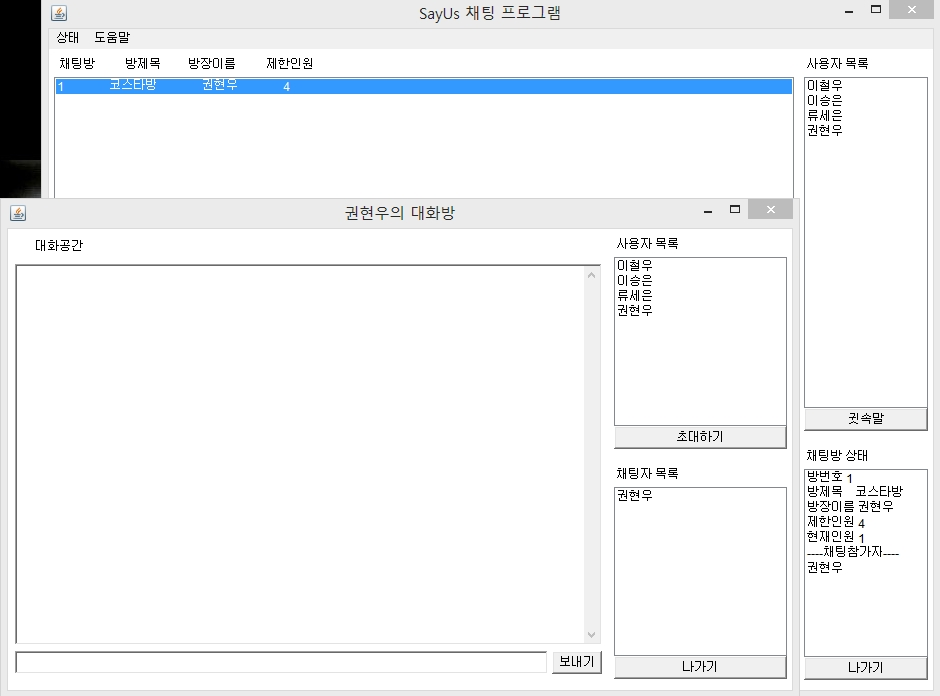 SayUs 채팅 프로그램
상태 도움말
채팅방 방제목 방장이름 제한인원
1 코스타방 권현우 4
사용자 목록
이철우
이승은
류세은
권현우
귓속말
채팅방 상태
방번호 1
방제목 코스타방
방장이름 권현우
제한인원 4
현재인원 1
----채팅참가자----
권현우
나가기
권현우의 대화방
대화공간
보내기
사용자 목록
이철우
이승은
류세은
권현우
초대하기
채팅자 목록
권현우
나가기